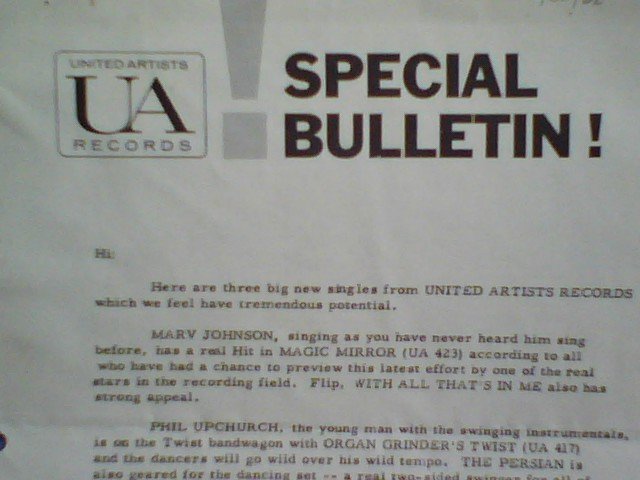 UNITED ARTISTS
UA
RECORDS
!
SPECIAL
BULLETIN !
Hi:
Here are three big new singles from UNITED ARTISTS RECORDS
which we feel have tremendous potential.
MARV JOHNSON, singing as you have never heard him sing
before, has a real Hit in MAGIC MIRROR (UA 423) according to all
who have had a chance to preview this latest effort by one of the real
stars in the recording field. Flip, WITH ALL THAT'S IN ME also has
strong appeal.
PHIL UPCHURCH, the young man with the swinging instrumentals,
is on the Twist bandwagon with ORGAN GRINDER'S TWIST (UA 417)
and the dancers will go wild over his wild tempo. THE PERSIAN is
also geared for the dancing set -- a real two-sided swinger for all of